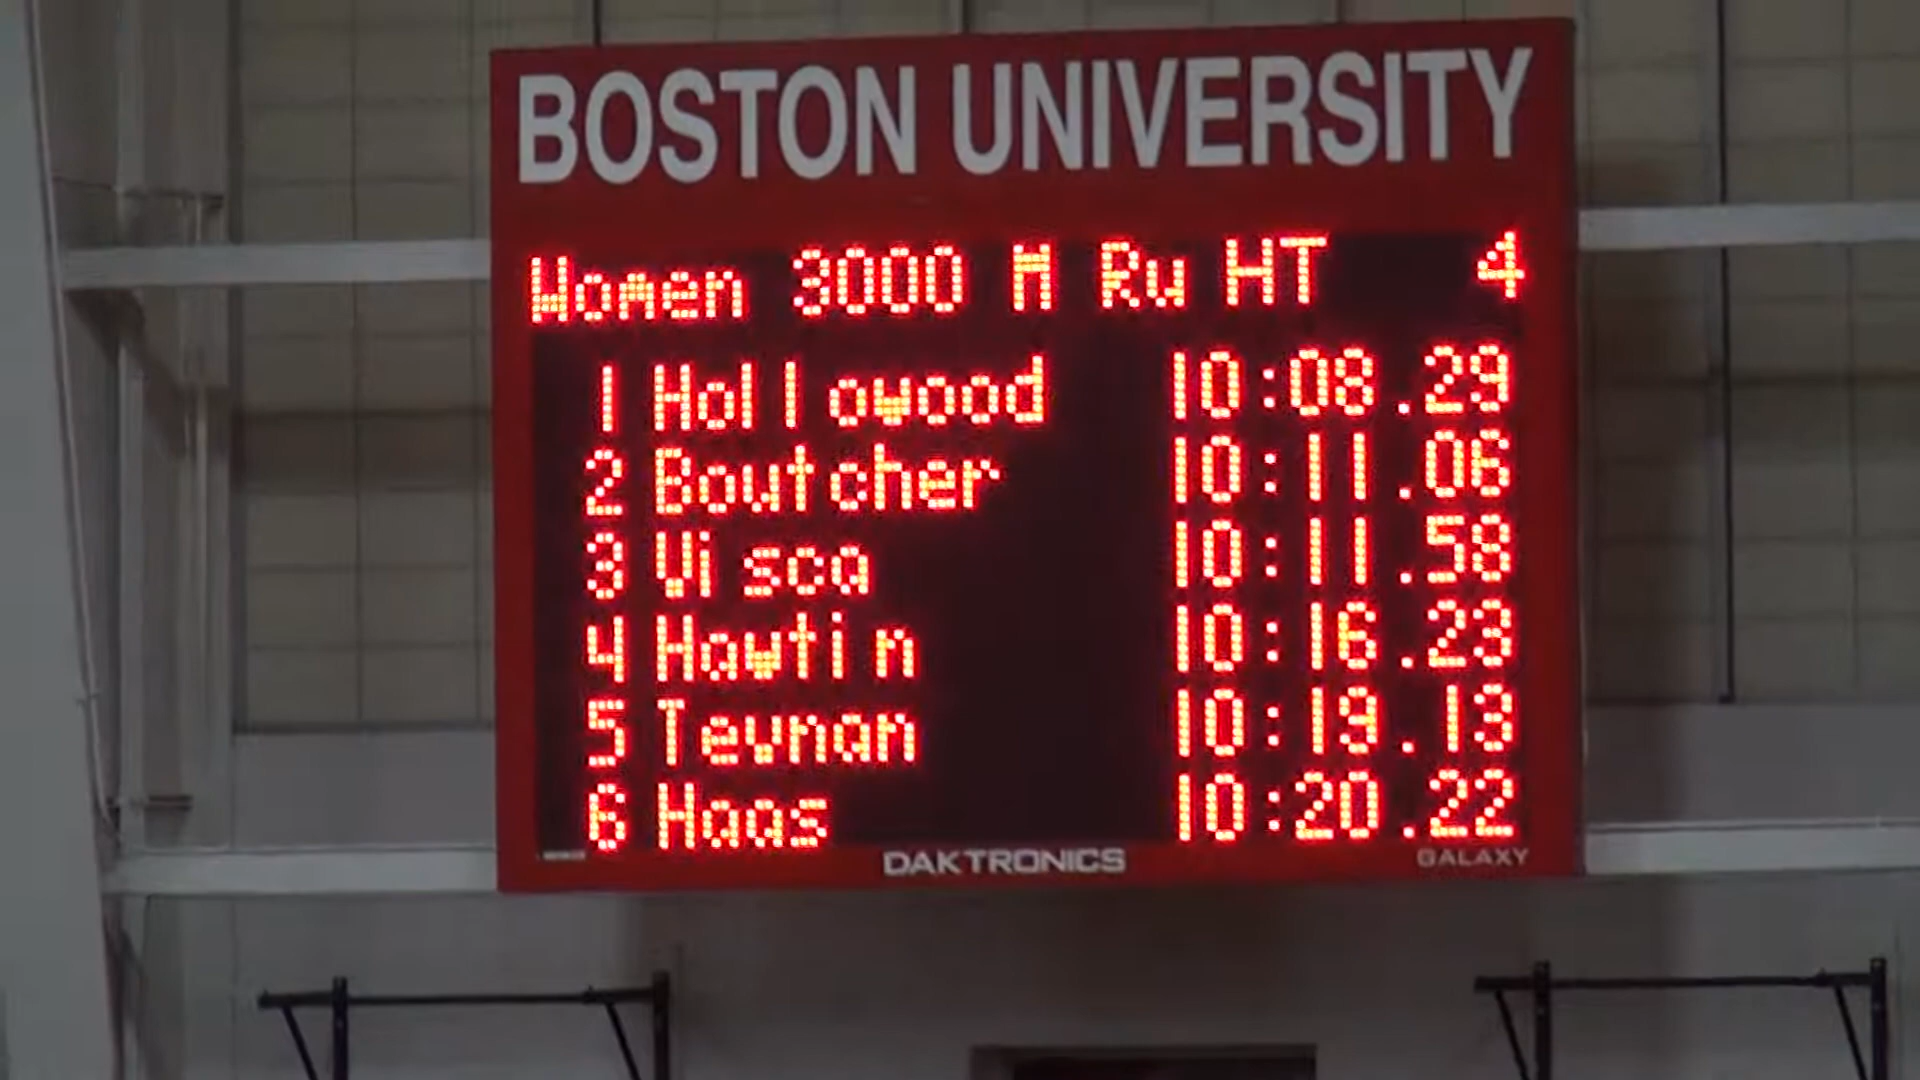 BOSTON UNIVERSITY
Women 3000 M Ru HT 4
1 Hollowood 10:08.29
2 Boutcher 10:11.06
3 Visca 10:11.58
4 Hawtin 10:16.23
5 Tevnan 10:19.13
6 Haas 10:20.22
DAKTRONICS GALAXY